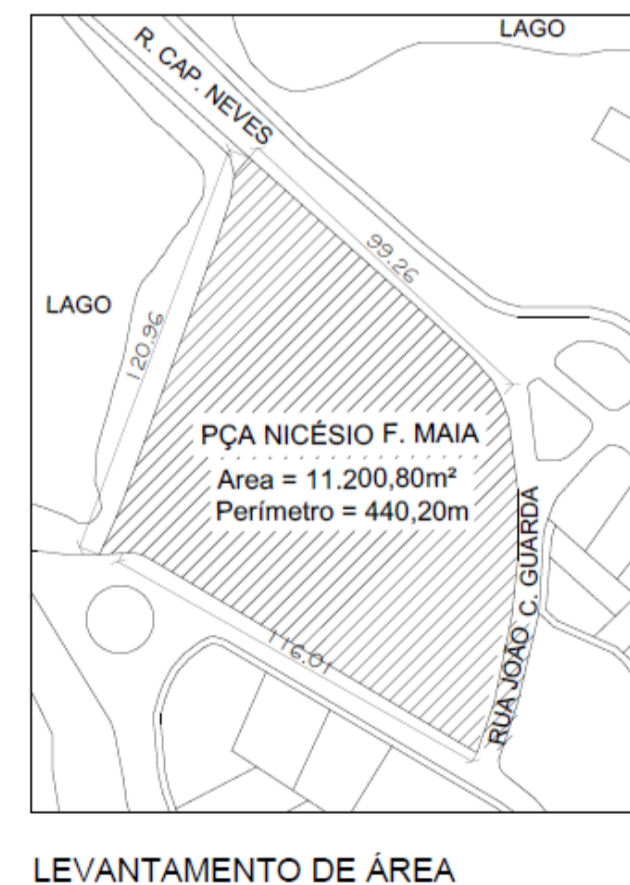 LAGO
R. CAP. NEVES
99.26
LAGO
120.96
PÇA NICÉSIO F. MAIA
Area = 11.200,80m²
Perímetro = 440,20m
RUA JOAO C. GUARDA
116.01
LEVANTAMENTO DE ÁREA